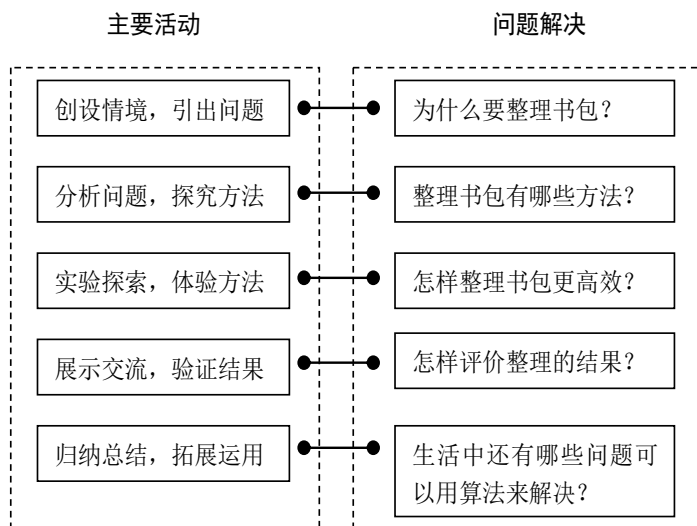 主要活动 问题解决
创设情境，引出问题 为什么要整理书包？
分析问题，探究方法 整理书包有哪些方法？
实验探索，体验方法 怎样整理书包更高效？
展示交流，验证结果 怎样评价整理的结果？
归纳总结，拓展运用 生活中还有哪些问题可
以用算法来解决？